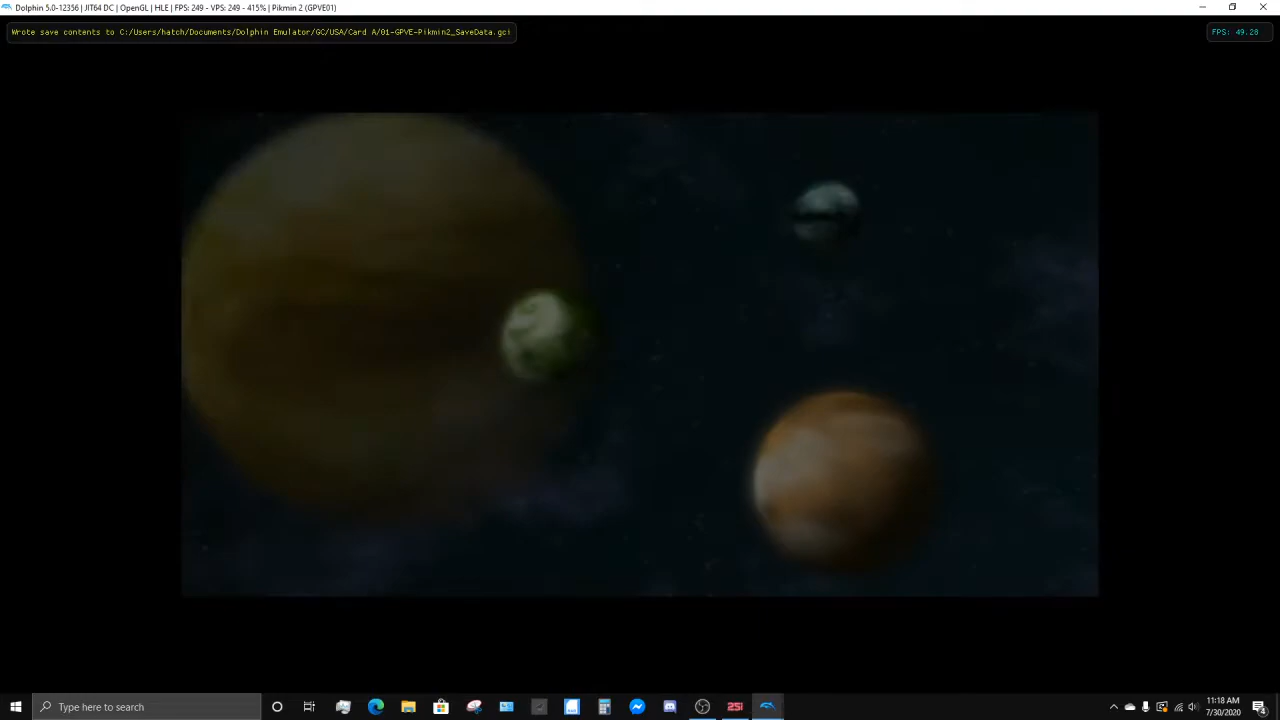 Dolphin 5.0-12356 | JIT64 DC | OpenGL | HLE | FPS: 249 - VPS: 249 - 415% | Pikmin 2 (GPVE01)
Wrote save contents to C:/Users/hatch/Documents/Dolphin Emulator/GC/USA/Card A/01-GPVE-Pikmin2_SaveData.gci
FPS: 49.28
Type here to search
251
11:18 AM
7/30/2020
4